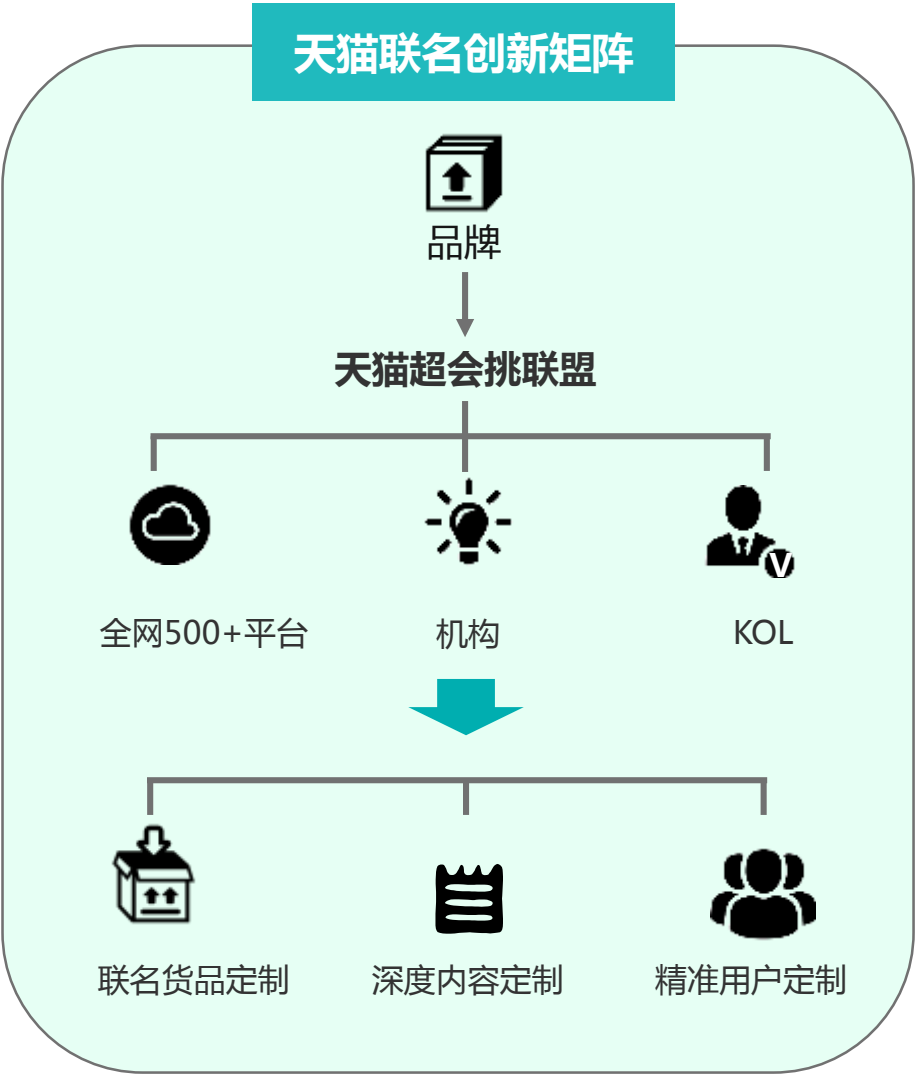 天猫联名创新矩阵
品牌
天猫超会挑联盟
V
全网500+平台
机构
KOL
联名货品定制
深度内容定制
精准用户定制